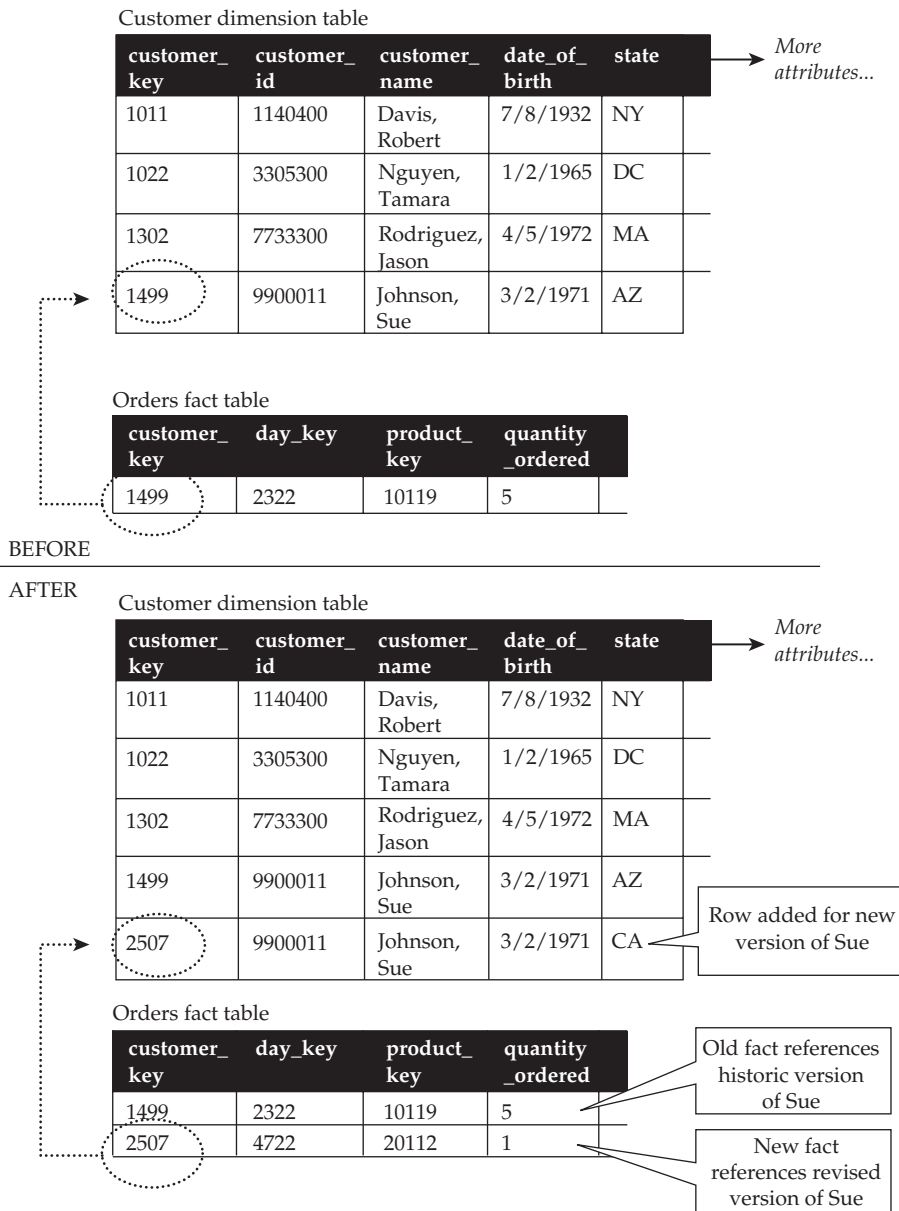 Customer dimension table
customer_ customer_ customer_ date_of_ state
key id name birth
More
attributes...
1011 1140400 Davis, 7/8/1932 NY
Robert
1022 3305300 Nguyen, 1/2/1965 DC
Tamara
1302 7733300 Rodriguez, 4/5/1972 MA
Jason
1499 9900011 Johnson, 3/2/1971 AZ
Sue
Orders fact table
customer_ day_key product_ quantity
key key _ordered
1499 2322 10119 5
BEFORE
AFTER
Customer dimension table
customer_ customer_ customer_ date_of_ state
key id name birth
More
attributes...
1011 1140400 Davis, 7/8/1932 NY
Robert
1022 3305300 Nguyen, 1/2/1965 DC
Tamara
1302 7733300 Rodriguez, 4/5/1972 MA
Jason
1499 9900011 Johnson, 3/2/1971 AZ
Sue
2507 9900011 Johnson, 3/2/1971 CA
Sue
Row added for new
version of Sue
Orders fact table
customer_ day_key product_ quantity
key key _ordered
1499 2322 10119 5
2507 4722 20112 1
Old fact references
historic version
of Sue
New fact
references revised
version of Sue